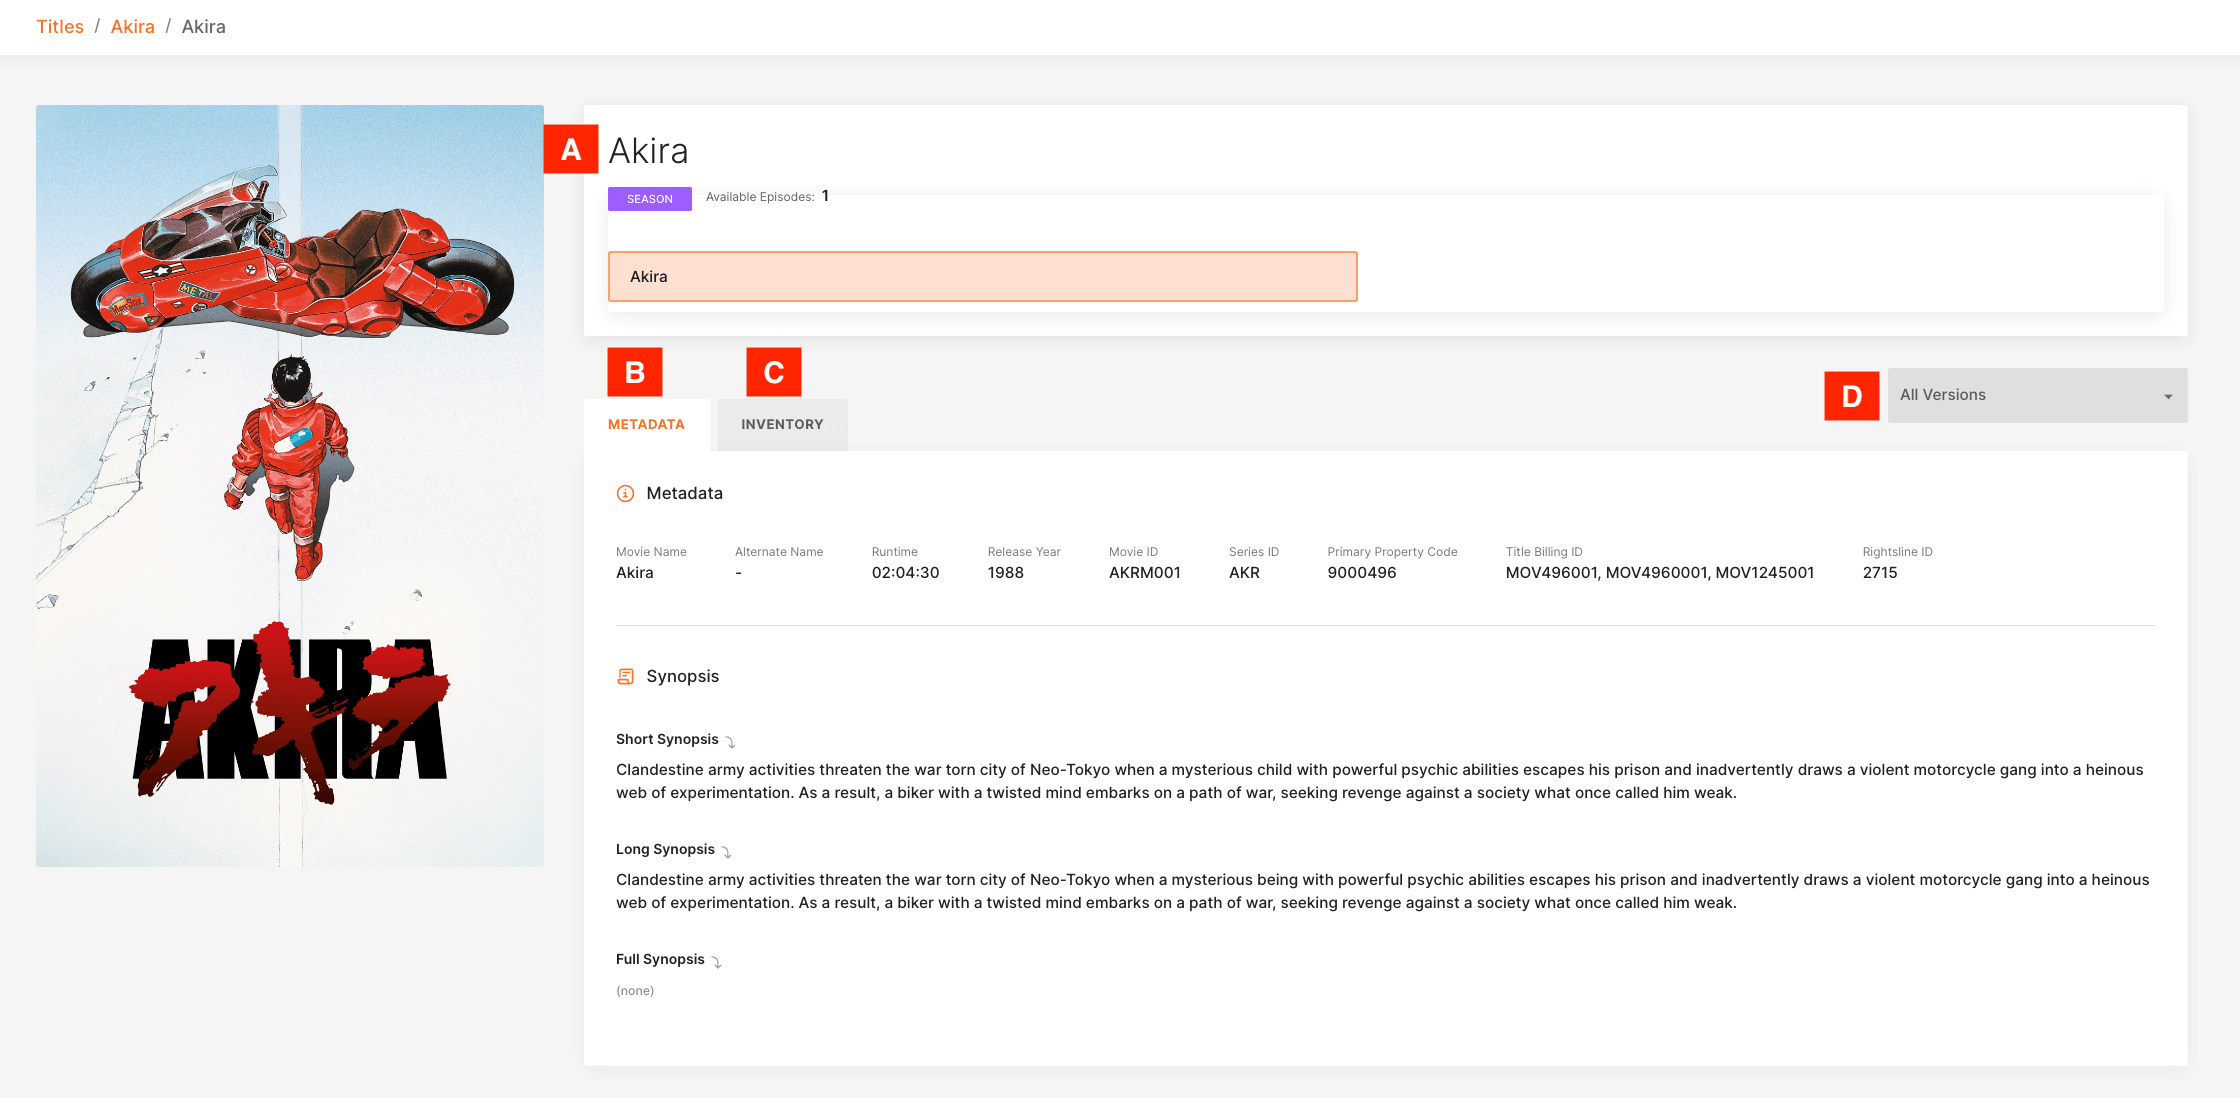 Titles / Akira / Akira
A
Akira
SEASON
Available Episodes: 1
Akira
B
C
D
All Versions
METADATA
INVENTORY
Metadata
Movie Name
Alternate Name
Runtime
Release Year
Movie ID
Series ID
Primary Property Code
Title Billing ID
Rightsline ID
Akira
-
02:04:30
1988
AKRM001
AKR
9000496
MOV496001, MOV4960001, MOV1245001
2715
Synopsis
Short Synopsis
Clandestine army activities threaten the war torn city of Neo-Tokyo when a mysterious child with powerful psychic abilities escapes his prison and inadvertently draws a violent motorcycle gang into a heinous
web of experimentation. As a result, a biker with a twisted mind embarks on a path of war, seeking revenge against a society what once called him weak.
Long Synopsis
Clandestine army activities threaten the war torn city of Neo-Tokyo when a mysterious being with powerful psychic abilities escapes his prison and inadvertently draws a violent motorcycle gang into a heinous
web of experimentation. As a result, a biker with a twisted mind embarks on a path of war, seeking revenge against a society what once called him weak.
Full Synopsis
(none)
METAL
AKIRA
アキラ